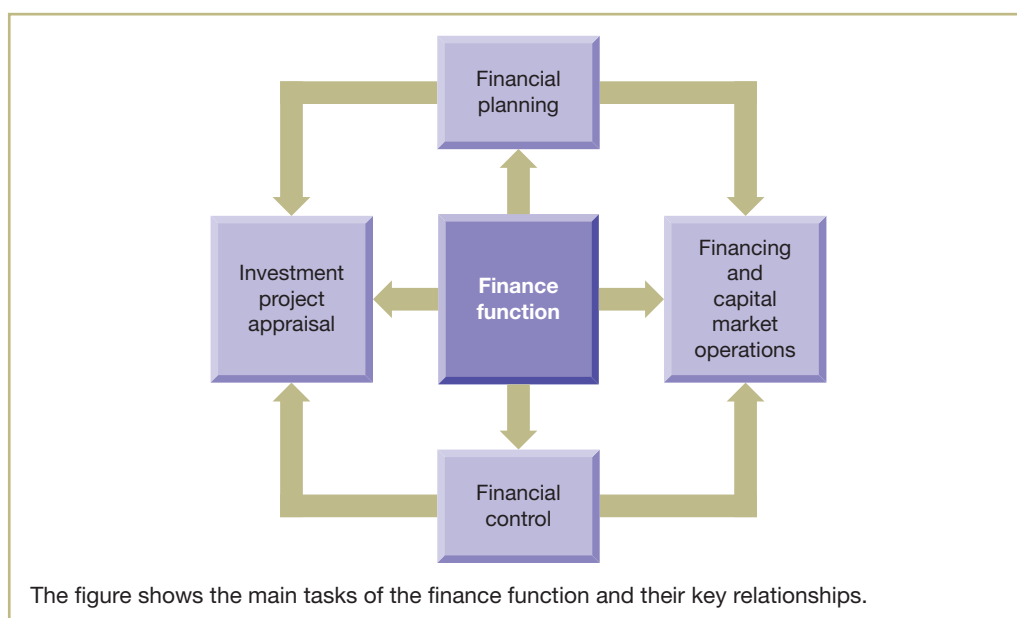 Financial
planning
Investment
project
appraisal
Finance
function
Financing
and
capital
market
operations
Financial
control
The figure shows the main tasks of the finance function and their key relationships.